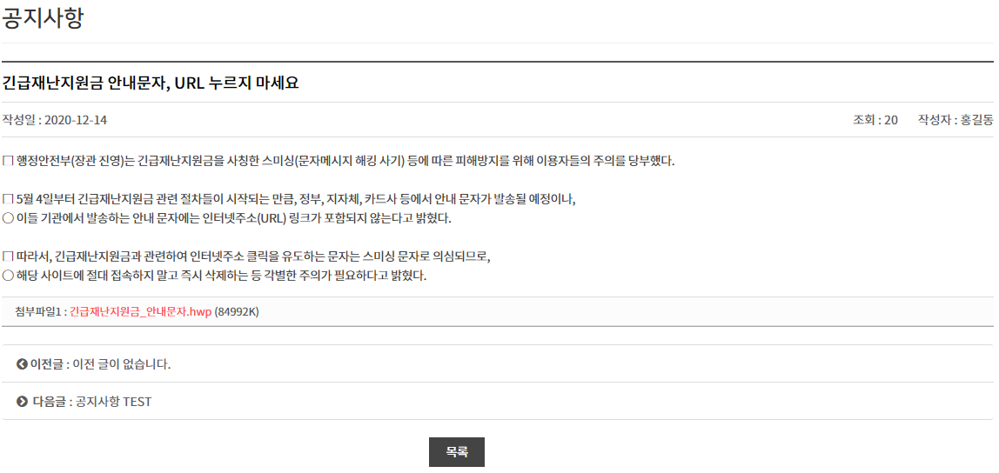 공지사항
긴급재난지원금 안내문자, URL 누르지 마세요
작성일 : 2020-12-14 조회 : 20 작성자 : 홍길동
□ 행정안전부(장관 진영)는 긴급재난지원금을 사칭한 스미싱(문자메시지 해킹 사기) 등에 따른 피해방지를 위해 이용자들의 주의를 당부했다.
□ 5월 4일부터 긴급재난지원금 관련 절차들이 시작되는 만큼, 정부, 지자체, 카드사 등에서 안내 문자가 발송될 예정이나,
○ 이들 기관에서 발송하는 안내 문자에는 인터넷주소(URL) 링크가 포함되지 않는다고 밝혔다.
□ 따라서, 긴급재난지원금과 관련하여 인터넷주소 클릭을 유도하는 문자는 스미싱 문자로 의심되므로,
○ 해당 사이트에 절대 접속하지 말고 즉시 삭제하는 등 각별한 주의가 필요하다고 밝혔다.
첨부파일1 : 긴급재난지원금_안내문자.hwp (84992K)
이전글 : 이전 글이 없습니다.
다음글 : 공지사항 TEST
목록